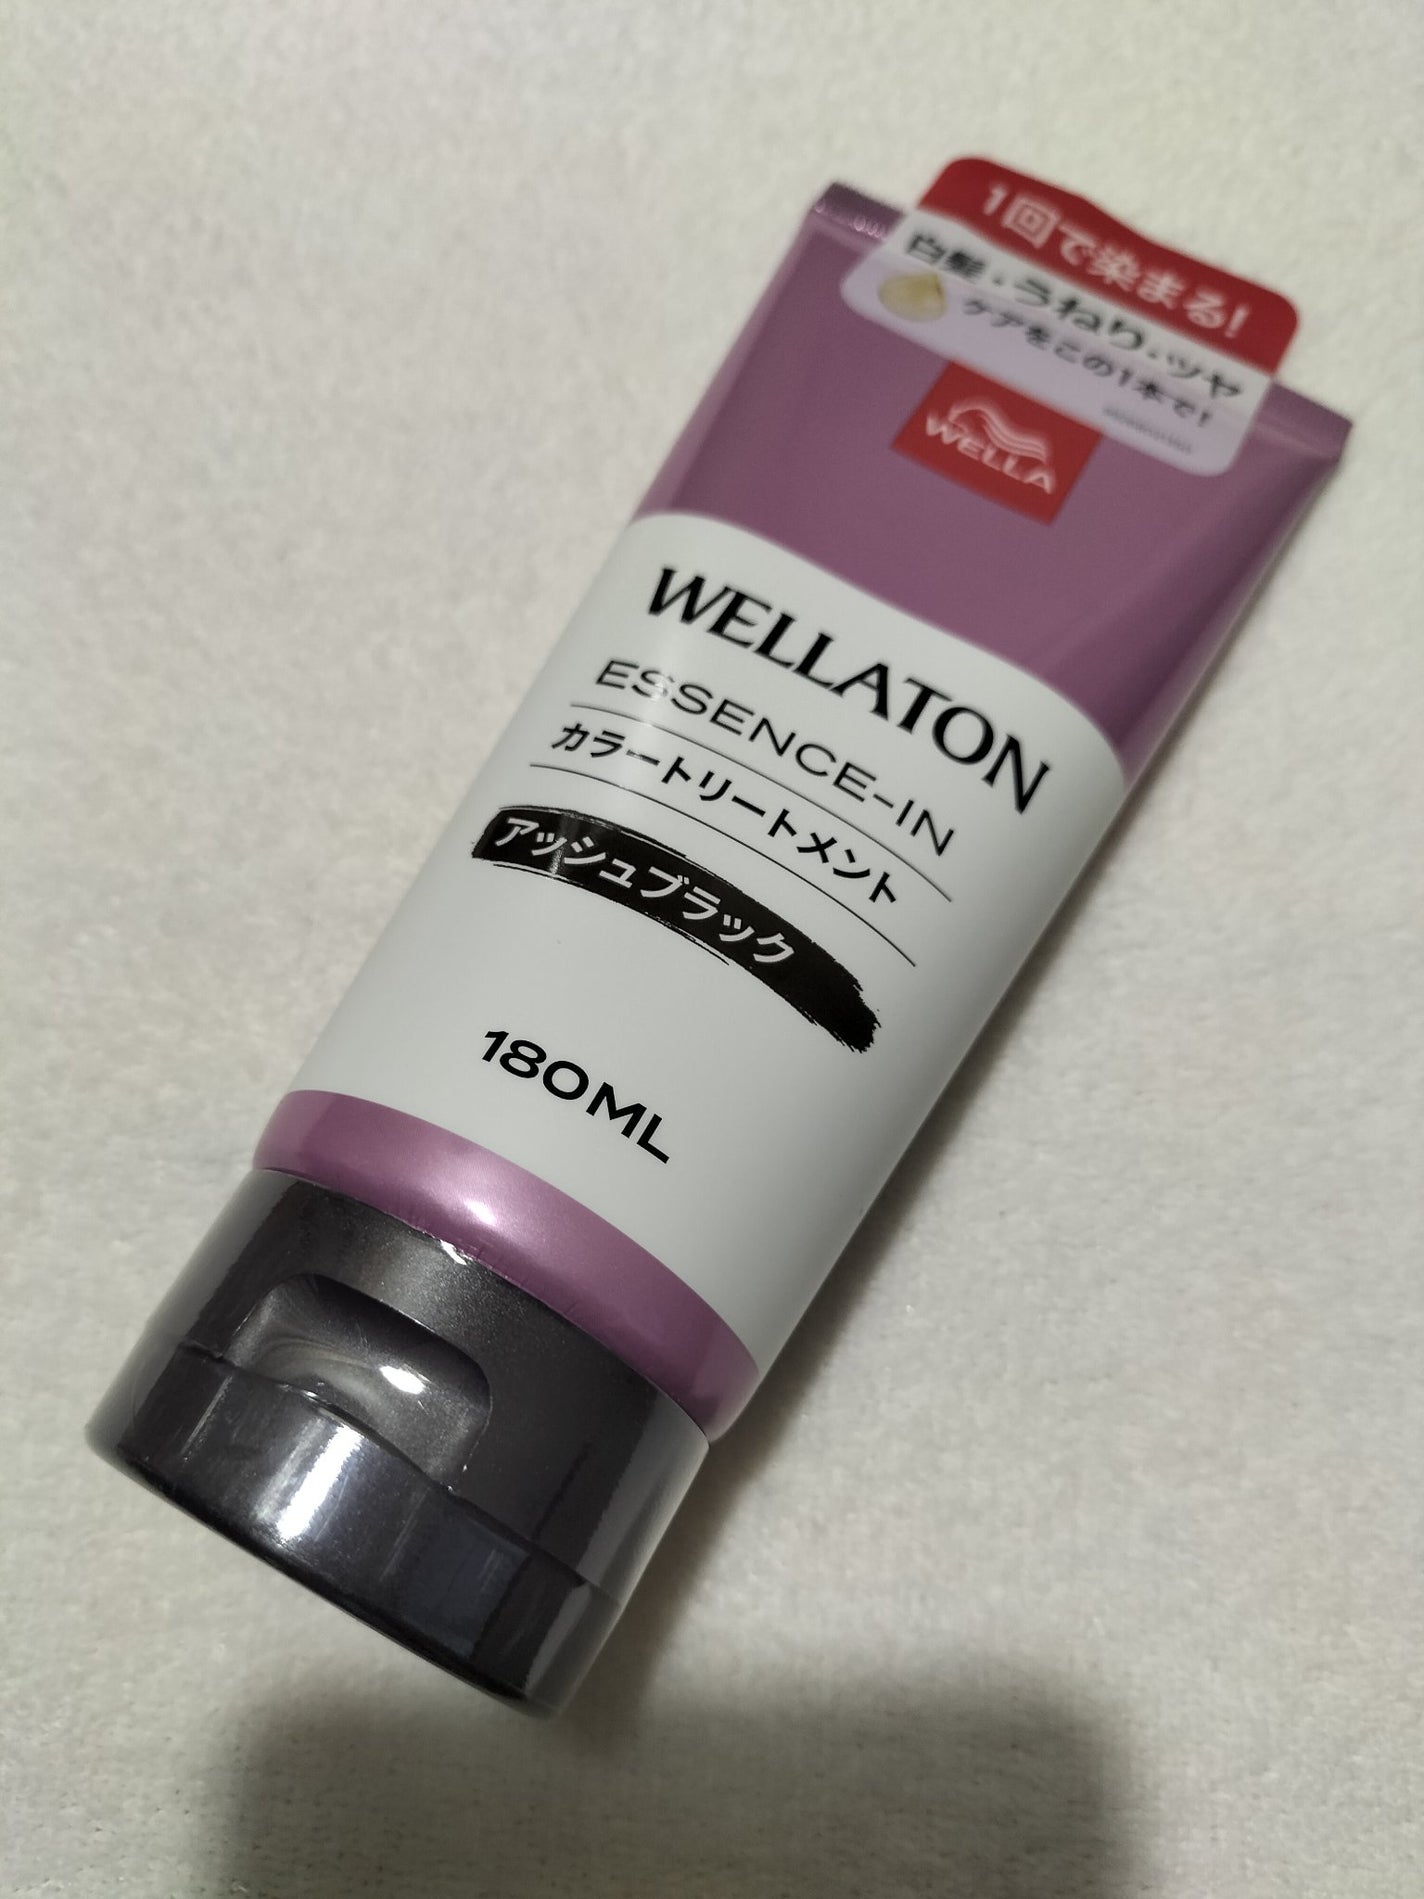 1回で染まる!
白髪・うねり・ツヤ
ケアをこの1本で!
WELLA
WELLATON
ESSENCE-IN
カラートリートメント
アッシュブラック
180ML